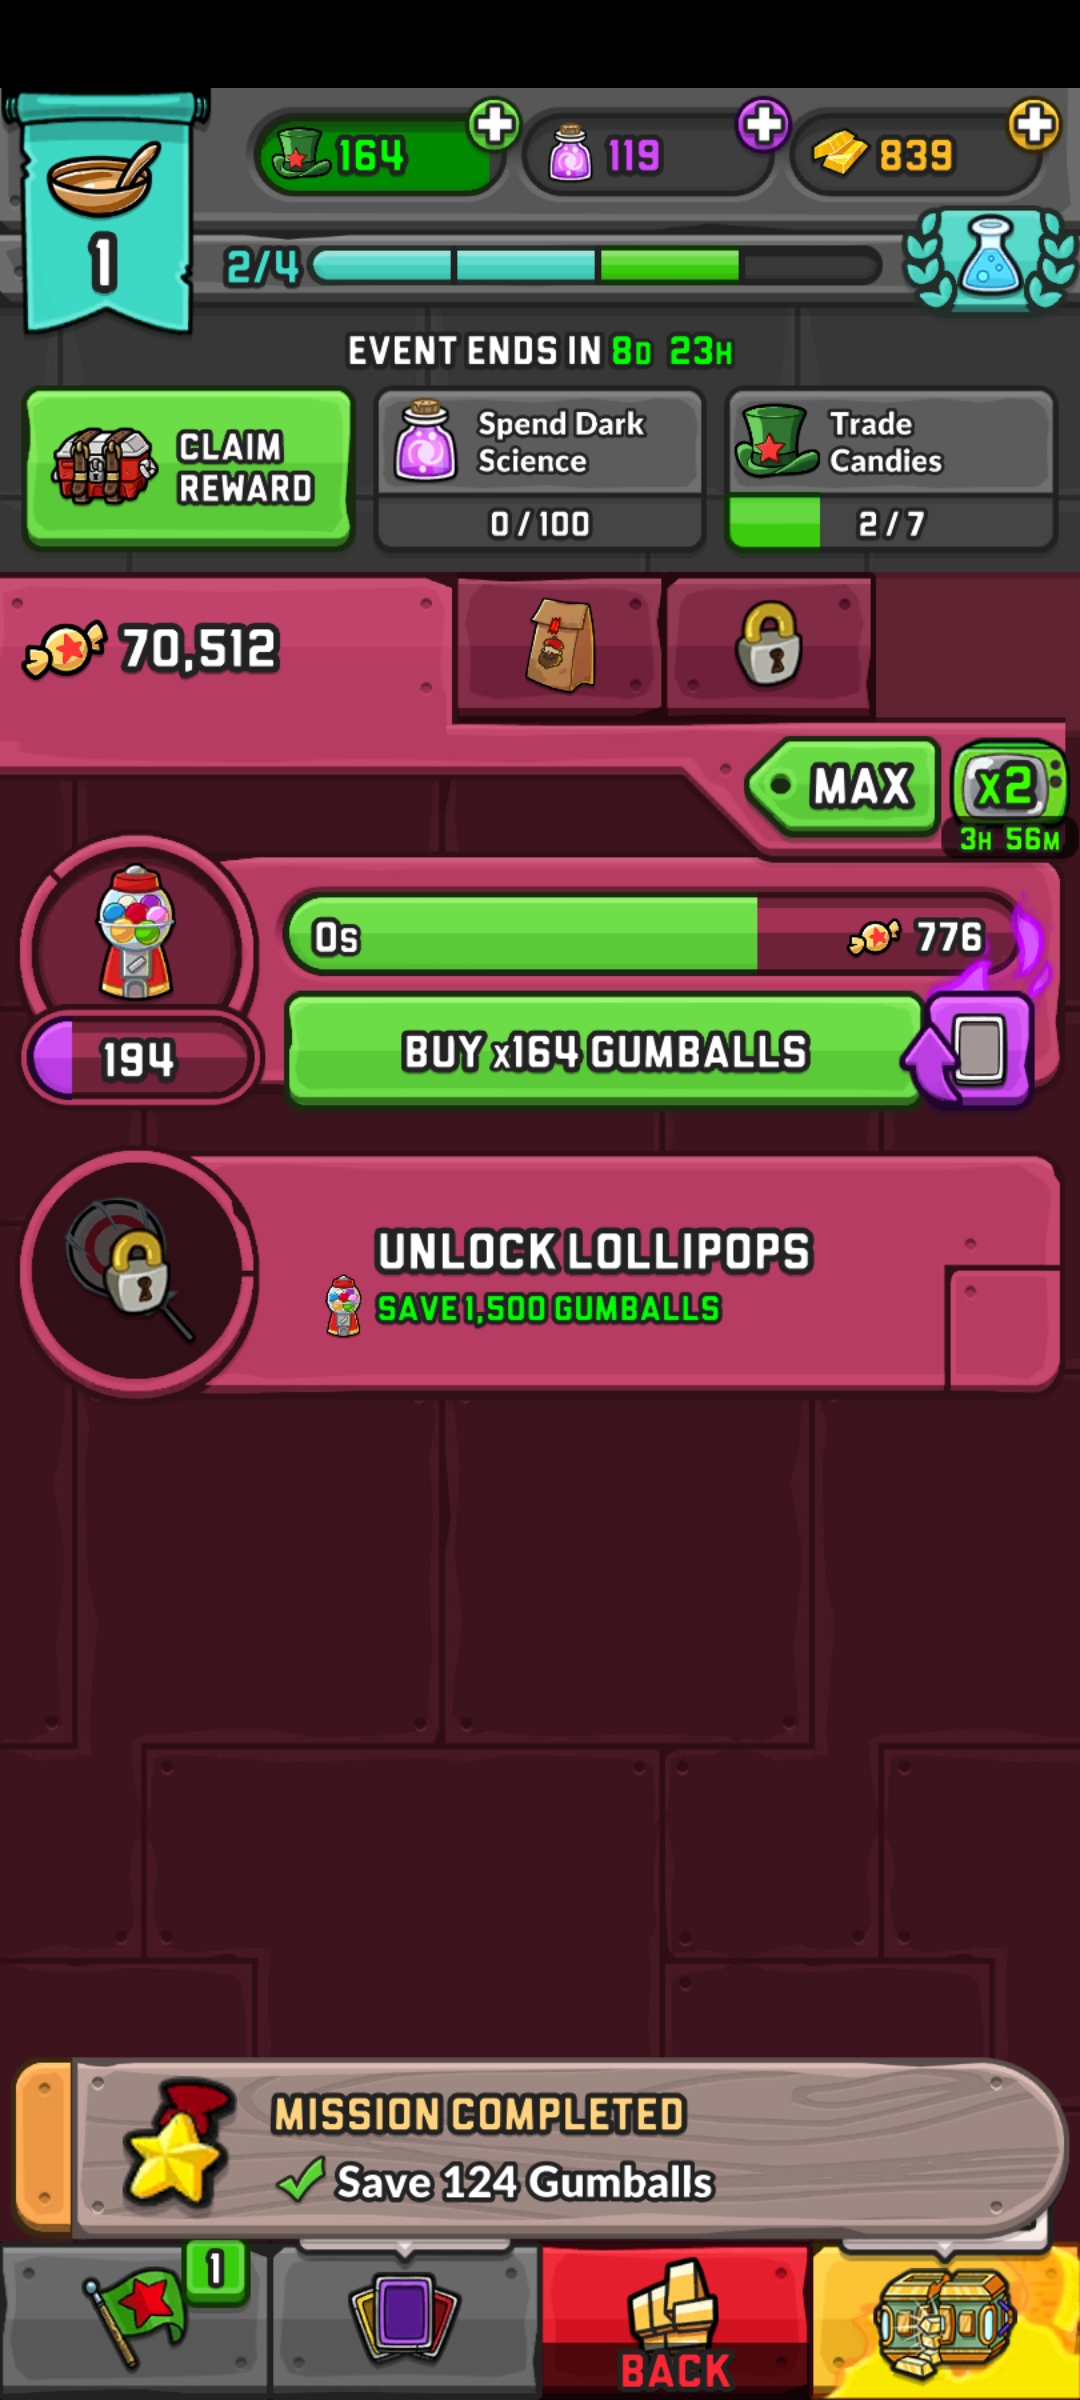 164
119
839
1
2/4
EVENT ENDS IN 8D 23H
CLAIM
REWARD
Spend Dark
Science
0 / 100
Trade
Candies
2 / 7
70,512
MAX
x2
3H 56M
0s
776
194
BUY x164 GUMBALLS
UNLOCK LOLLIPOPS
SAVE 1,500 GUMBALLS
MISSION COMPLETED
Save 124 Gumballs
1
BACK